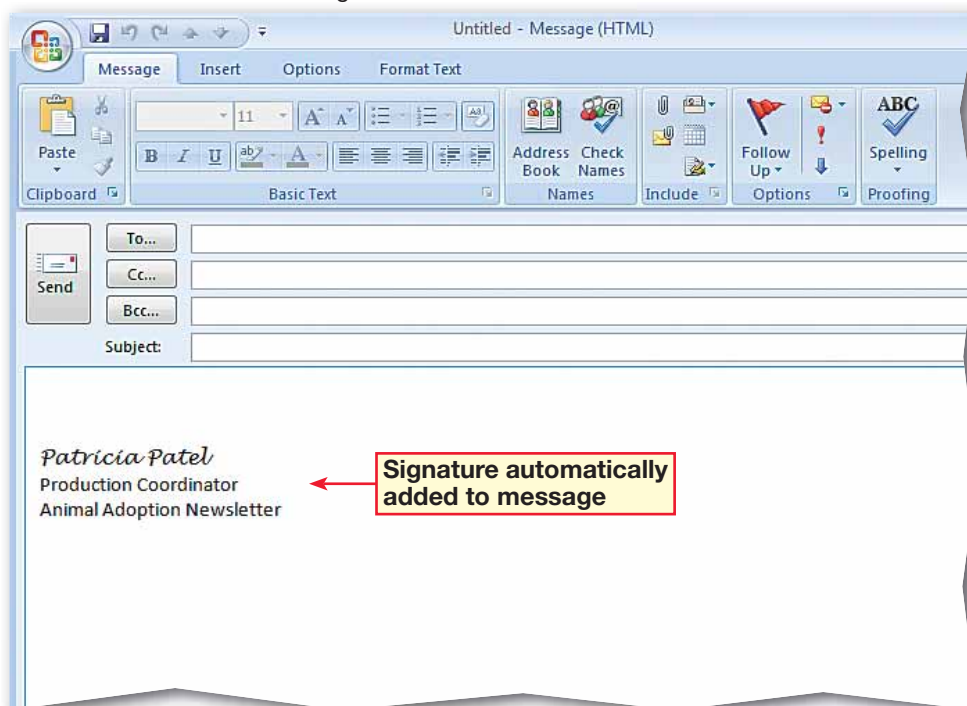 Untitled - Message (HTML)
Message Insert Options Format Text
11 A A ABC
Paste B I U ab A Address Book Check Names Follow Up Spelling
Clipboard Basic Text Names Include Options Proofing
To...
Send Cc...
Bcc...
Subject:
Patricia Patel
Production Coordinator
Animal Adoption Newsletter
Signature automatically
added to message